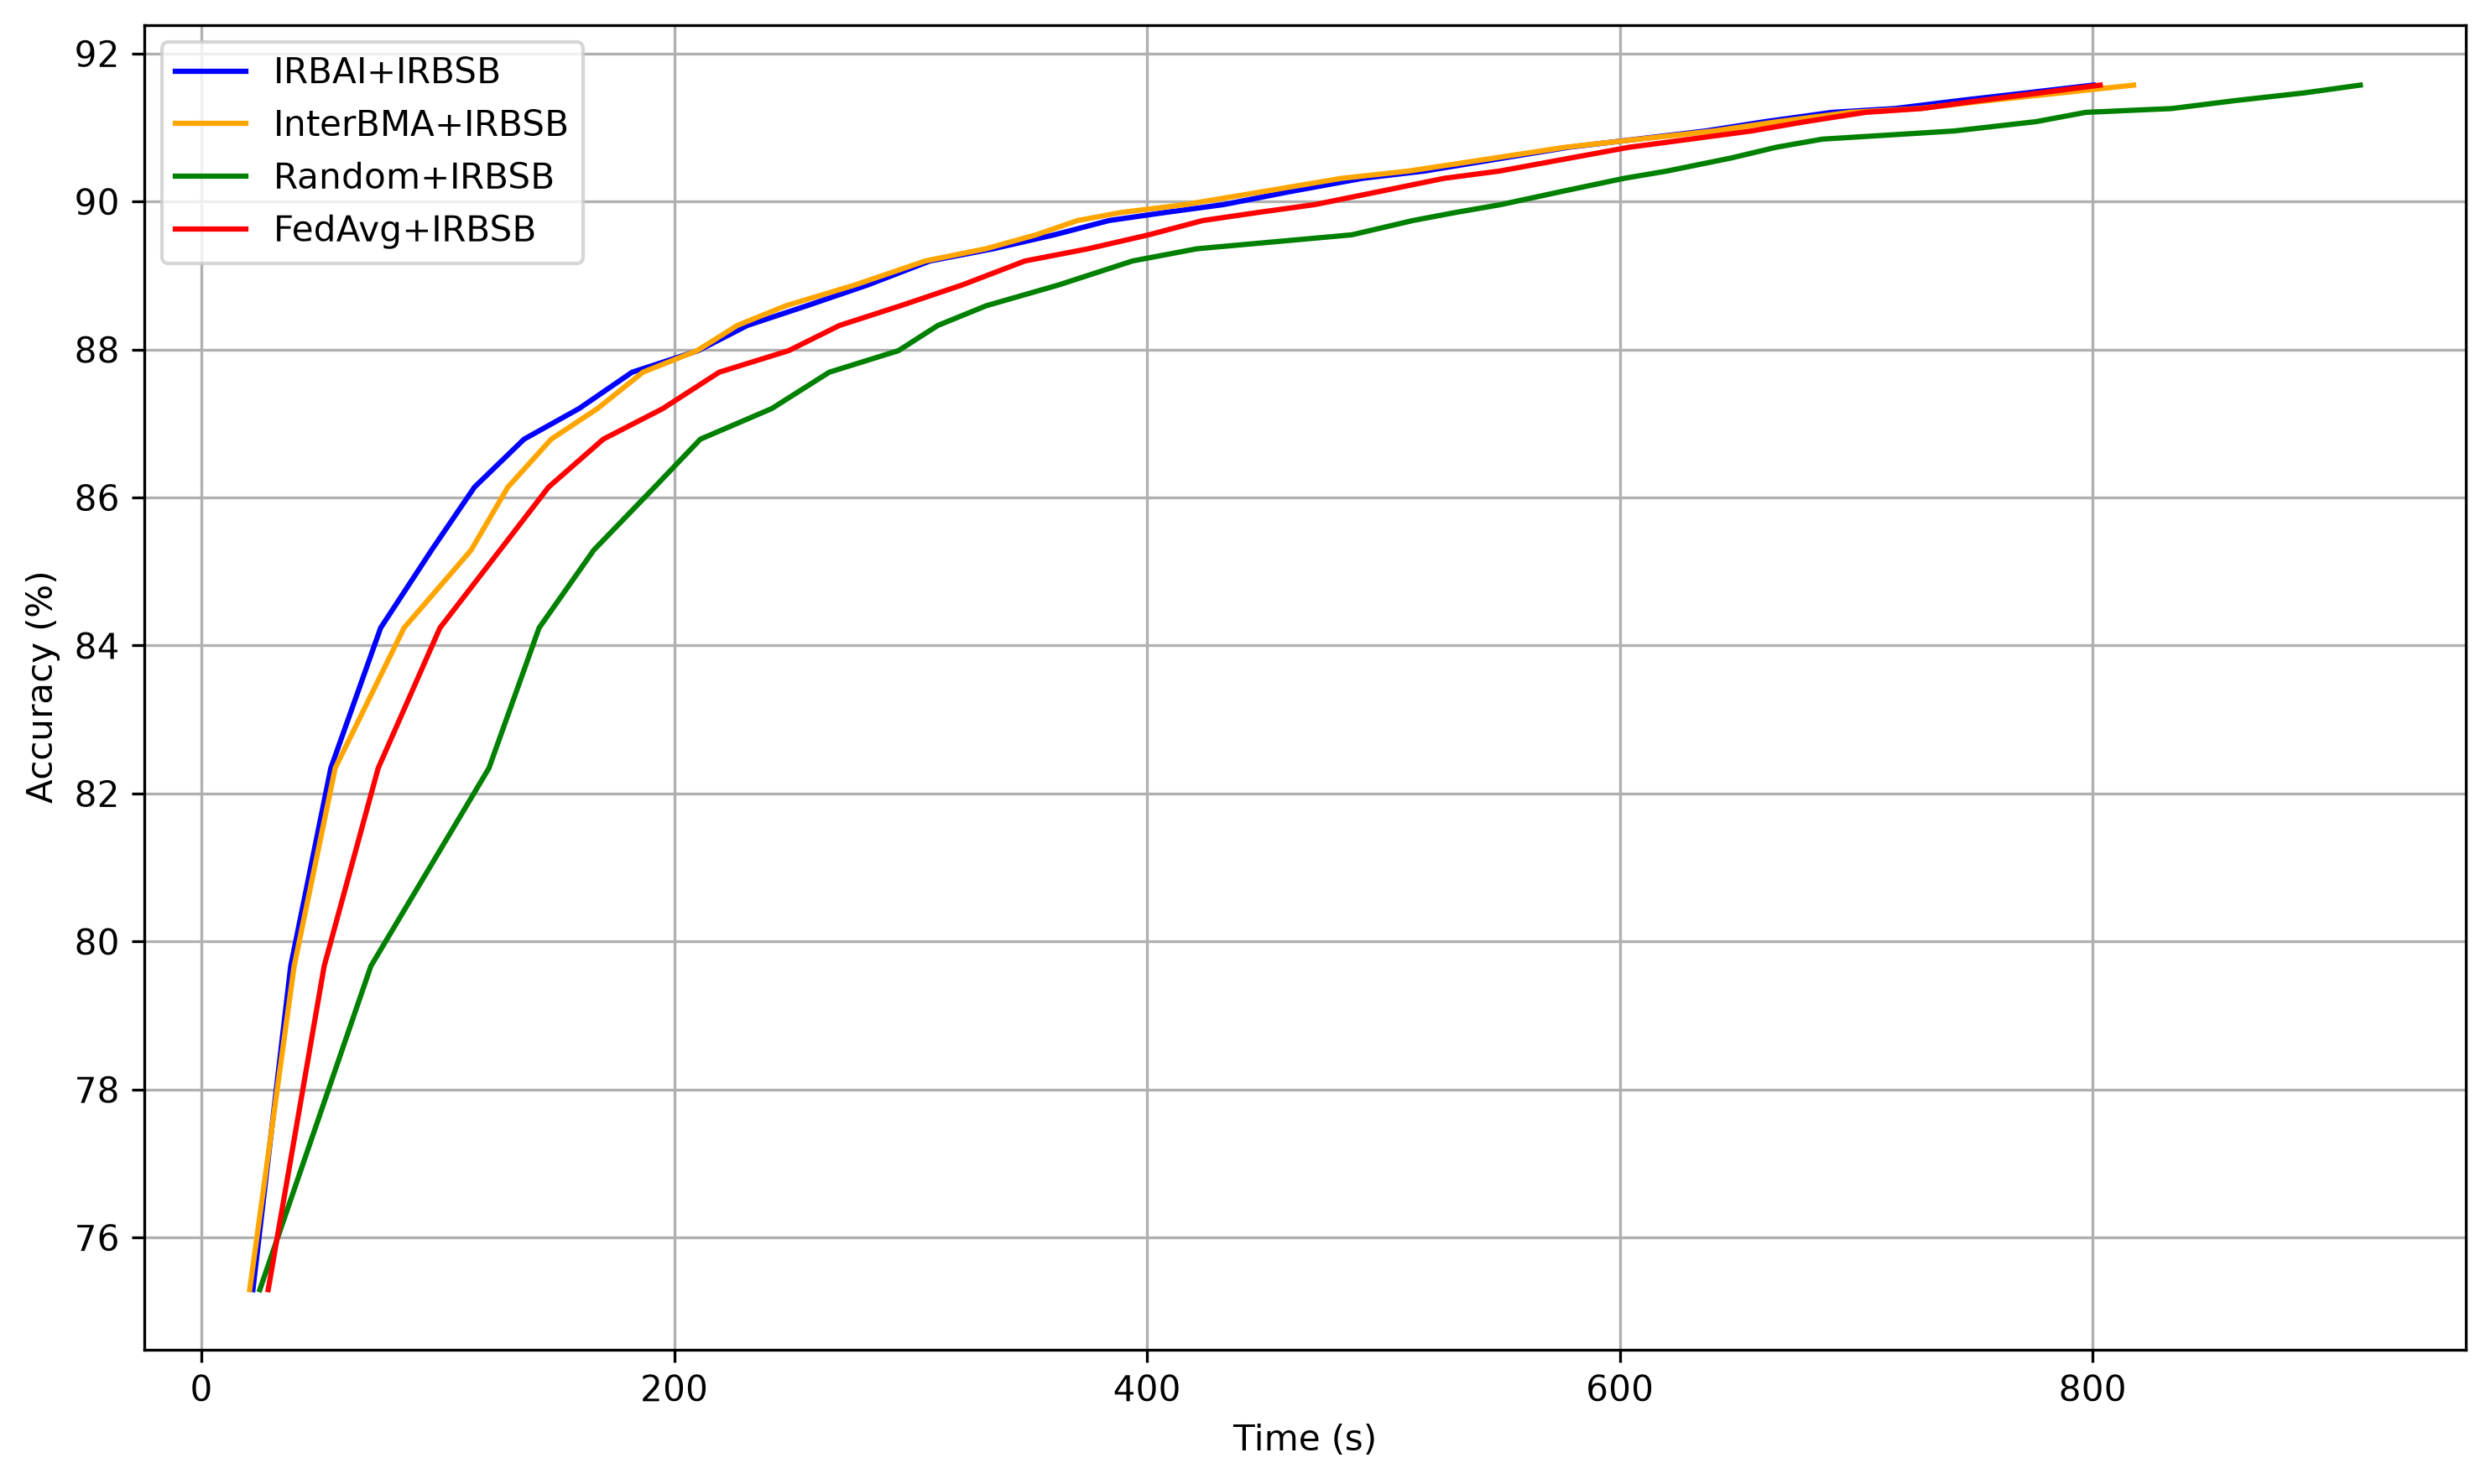 IRBAI+IRBSB
InterBMA+IRBSB
Random+IRBSB
FedAvg+IRBSB
92
90
88
86
84
82
80
78
76
Accuracy (%)
0 200 400 600 800
Time (s)